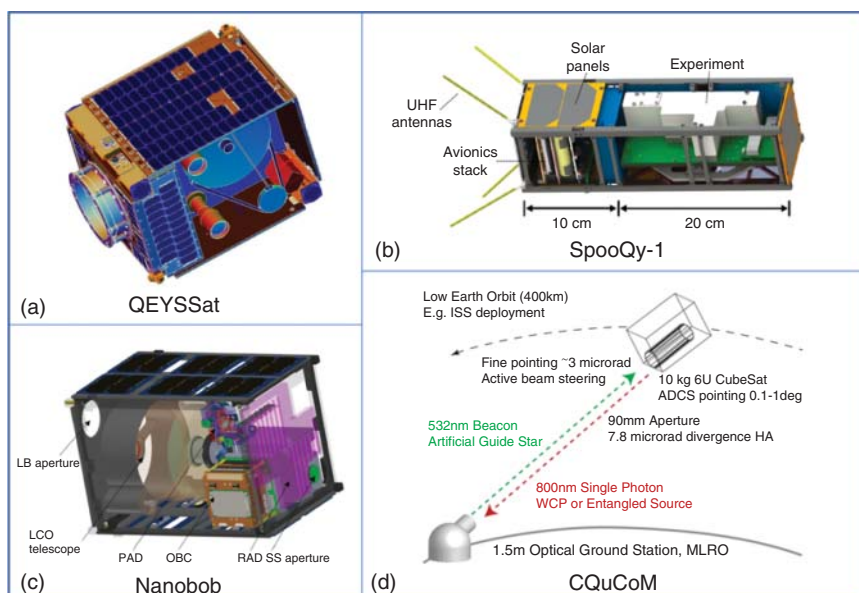 (a)
QEYSSat
Solar
panels
Experiment
UHF
antennas
Avionics
stack
10 cm
20 cm
(b)
SpooQy-1
LB aperture
LCO
telescope
PAD
OBC
RAD SS aperture
(c)
Nanobob
Low Earth Orbit (400km)
E.g. ISS deployment
Fine pointing ~3 microrad
Active beam steering
10 kg 6U CubeSat
ADCS pointing 0.1-1deg
532nm Beacon
Artificial Guide Star
90mm Aperture
7.8 microrad divergence HA
800nm Single Photon
WCP or Entangled Source
1.5m Optical Ground Station, MLRO
(d)
CQuCoM